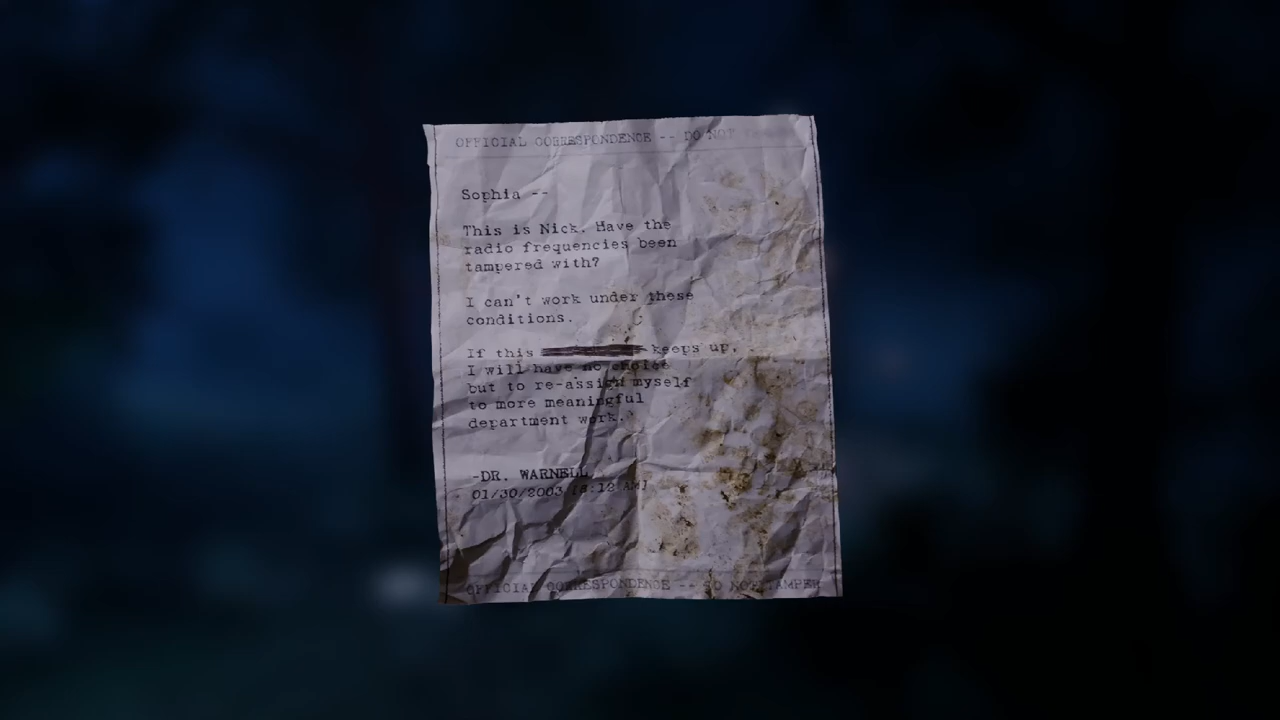 OFFICIAL CORRESPONDENCE -- DO NOT
Sophia --
This is Nick. Have the
radio frequencies been
tampered with?
I can't work under these
conditions.
If this keeps up,
I will have no choice
but to re-assign myself
to more meaningful
department work.
-DR. WARNELL
01/30/2003 :12 AM]
OFFICIAL CORRESPONDENCE -- DO NOT TAMPER